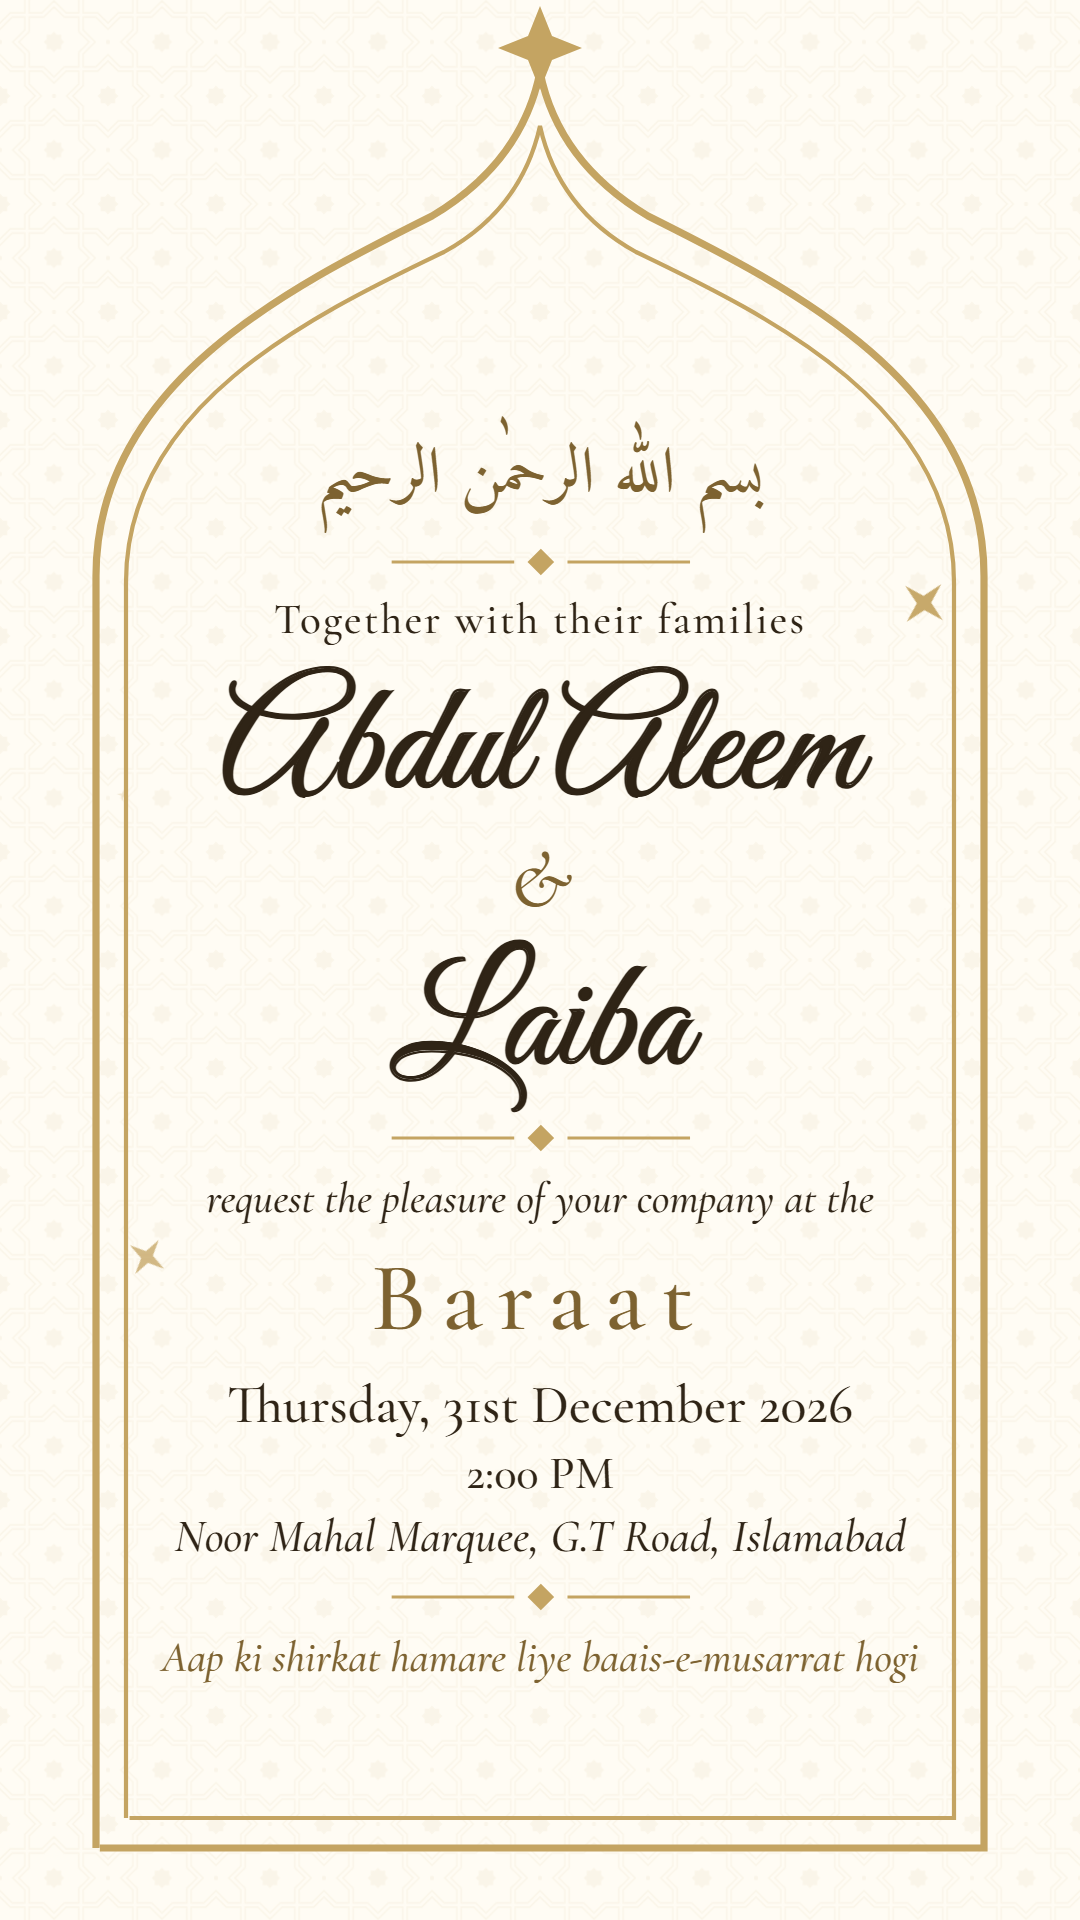 بسم الله الرحمٰن الرحيم
Together with their families
Abdul Aleem
&
Laiba
request the pleasure of your company at the
Baraat
Thursday, 31st December 2026
2:00 PM
Noor Mahal Marquee, G.T Road, Islamabad
Aap ki shirkat hamare liye baais-e-musarrat hogi